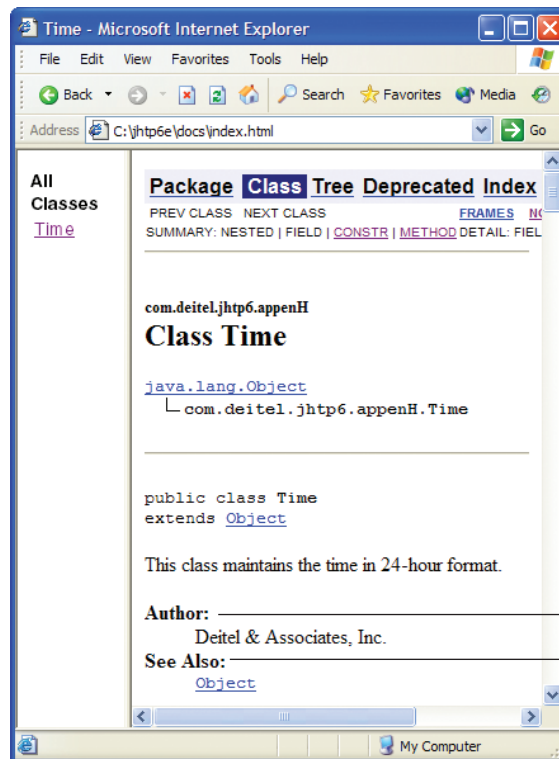 Time - Microsoft Internet Explorer
File Edit View Favorites Tools Help
Back Search Favorites Media
Address C:\jhtp6e\docs\index.html Go
All Classes
Time
Package Class Tree Deprecated Index
PREV CLASS NEXT CLASS FRAMES
SUMMARY: NESTED | FIELD | CONSTR | METHOD DETAIL: FIEL
com.deitel.jhtp6.appenH
Class Time
java.lang.Object
com.deitel.jhtp6.appenH.Time
public class Time
extends Object
This class maintains the time in 24-hour format.
Author:
Deitel & Associates, Inc.
See Also:
Object
My Computer